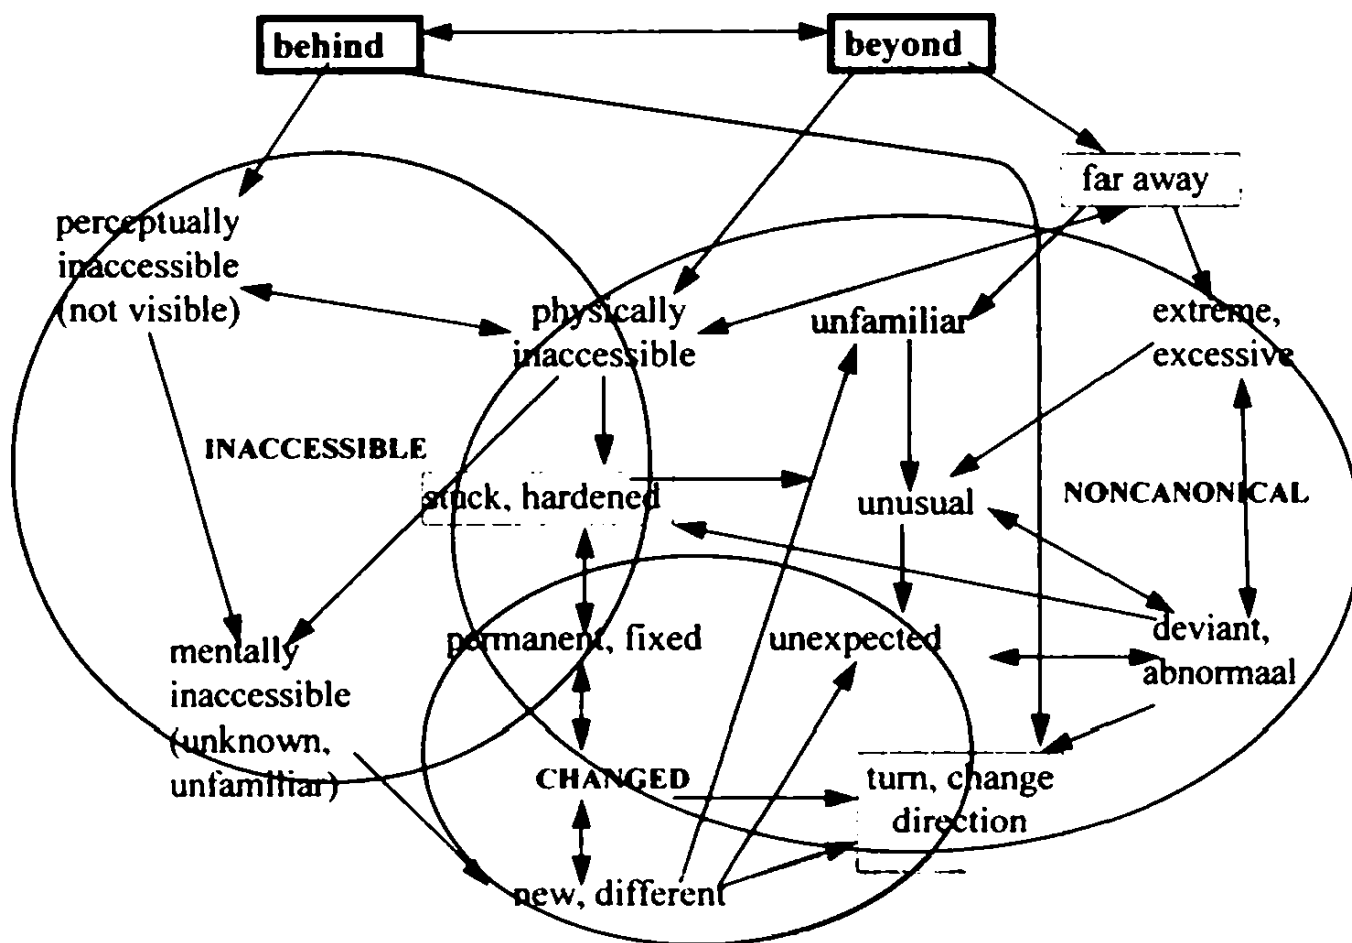 behind
beyond
far away
perceptually
inaccessible
(not visible)
physically
inaccessible
unfamiliar
extreme,
excessive
INACCESSIBLE
stuck, hardened
unusual
NONCANONICAL
mentally
inaccessible
(unknown,
unfamiliar)
permanent, fixed
unexpected
deviant,
abnormaal
CHANGED
turn, change
direction
new, different